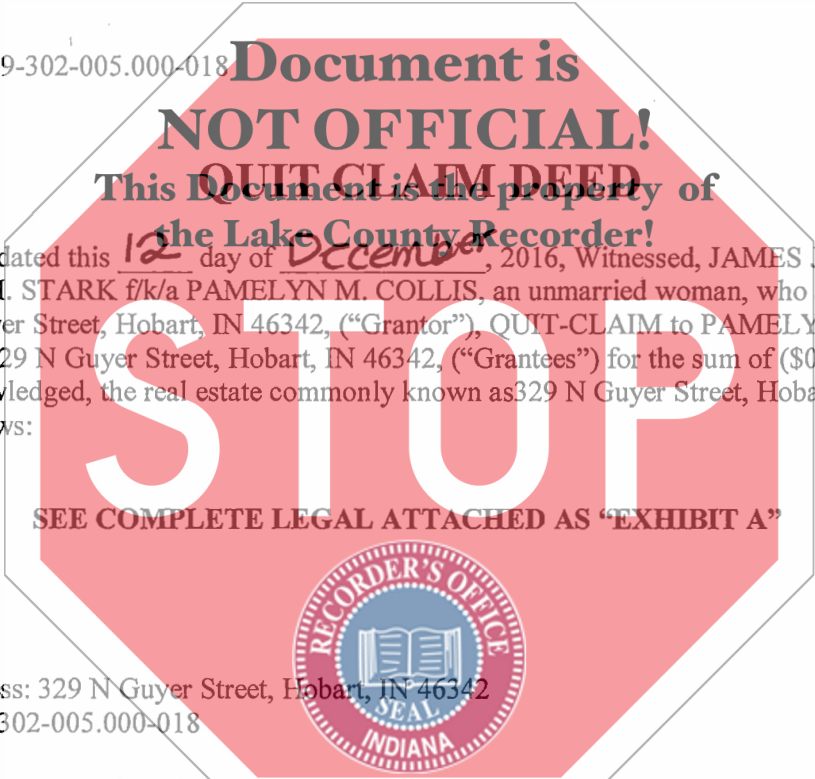 9-302-005.000-018
Document is
NOT OFFICIAL!
QUIT CLAIM DEED
This Document is the property of
the Lake County Recorder!
dated this 12 day of December, 2016, Witnessed, JAMES J
. STARK f/k/a PAMELYN M. COLLIS, an unmarried woman, who
er Street, Hobart, IN 46342, (“Grantor”), QUIT-CLAIM to PAMELY
29 N Guyer Street, Hobart, IN 46342, (“Grantees”) for the sum of ($0
ledged, the real estate commonly known as329 N Guyer Street, Hoba
ws:
STOP
SEE COMPLETE LEGAL ATTACHED AS “EXHIBIT A”
RECORDER'S OFFICE
SEAL
INDIANA
ss: 329 N Guyer Street, Hobart, IN 46342
302-005.000-018